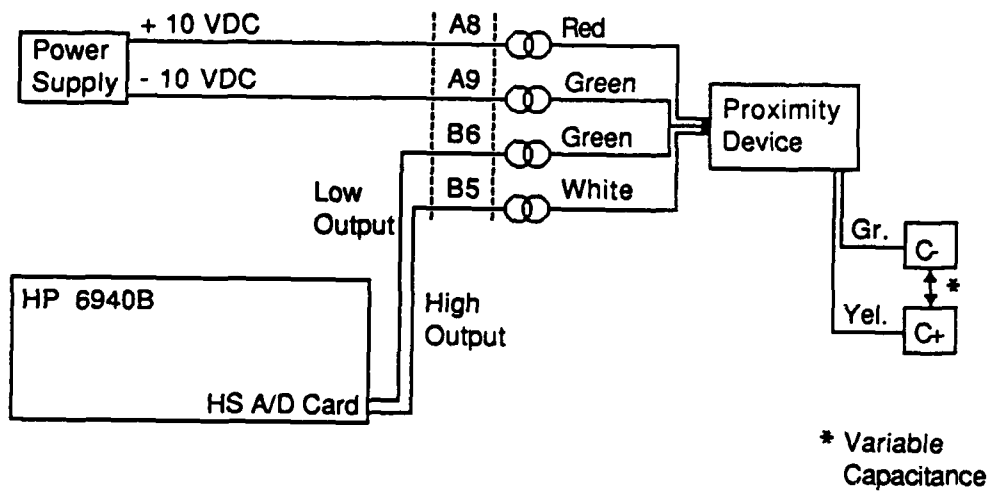 + 10 VDC
A8
Red
Power
Supply
- 10 VDC
A9
Green
Proximity
Device
B6
Green
Low
Output
B5
White
Gr.
C-
*
HP 6940B
High
Output
Yel.
C+
HS A/D Card
* Variable
Capacitance